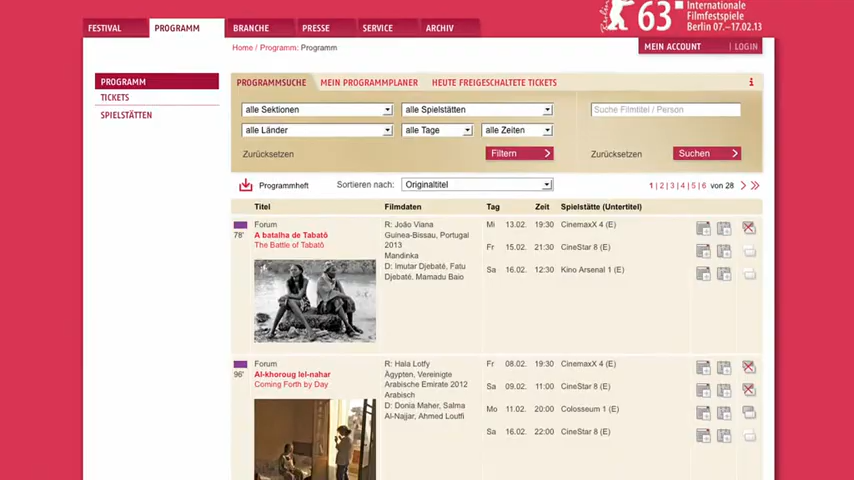 FESTIVAL
PROGRAMM
BRANCHE
PRESSE
SERVICE
ARCHIV
63
Internationale
Filmfestspiele
Berlin 07.–17.02.13
MEIN ACCOUNT | LOGIN
Home / Programm: Programm
PROGRAMM
TICKETS
SPIELSTÄTTEN
PROGRAMMSUCHE
MEIN PROGRAMMPLANER
HEUTE FREIGESCHALTETE TICKETS
i
alle Sektionen
alle Spielstätten
Suche Filmtitel / Person
alle Länder
alle Tage
alle Zeiten
Zurücksetzen
Filtern
Zurücksetzen
Suchen
Programmheft
Sortieren nach:
Originaltitel
1 | 2 | 3 | 4 | 5 | 6 von 28
Titel
Filmdaten
Tag
Zeit
Spielstätte (Untertitel)
78'
Forum
A batalha de Tabatô
The Battle of Tabatô
R: João Viana
Guinea-Bissau, Portugal
2013
Mandinka
D: Imutar Djebaté, Fatu
Djebaté, Mamadu Baio
Mi 13.02. 19:30 CinemaxX 4 (E)
Fr 15.02. 21:30 CineStar 8 (E)
Sa 16.02. 12:30 Kino Arsenal 1 (E)
96'
Forum
Al-khoroug lel-nahar
Coming Forth by Day
R: Hala Lotfy
Ägypten, Vereinigte
Arabische Emirate 2012
Arabisch
D: Donia Maher, Salma
Al-Najjar, Ahmed Loutfi
Fr 08.02. 19:30 CinemaxX 4 (E)
Sa 09.02. 11:00 CineStar 8 (E)
Mo 11.02. 20:00 Colosseum 1 (E)
Sa 16.02. 22:00 CineStar 8 (E)